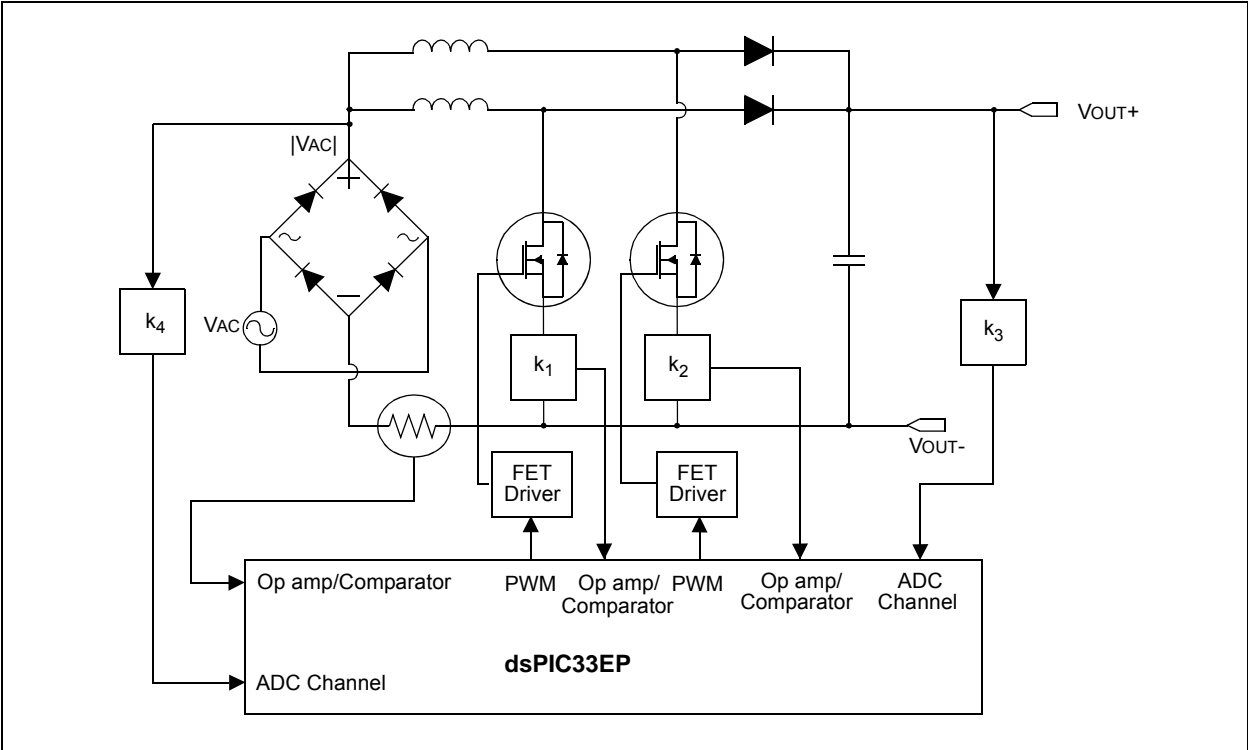 VOUT+
|VAC|
k4
VAC
k1
k2
k3
VOUT-
FET
Driver
FET
Driver
Op amp/Comparator
PWM
Op amp/
Comparator
PWM
Op amp/
Comparator
ADC
Channel
dsPIC33EP
ADC Channel